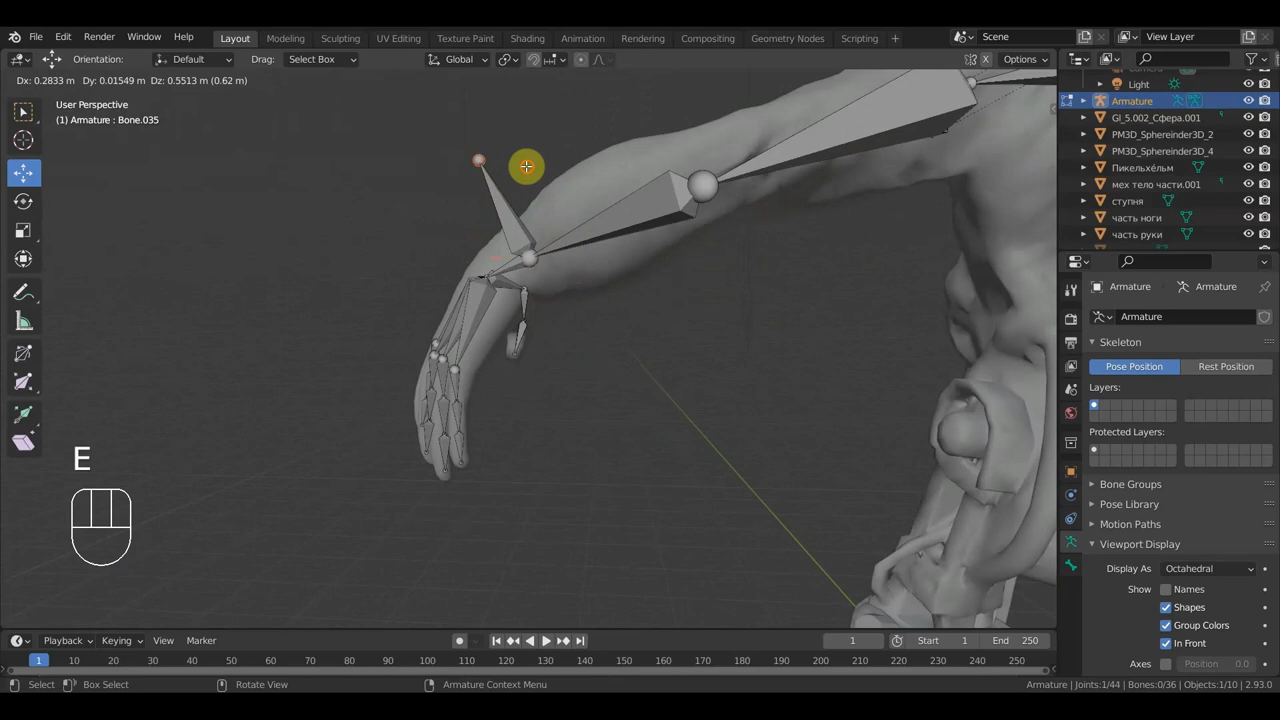 File Edit Render Window Help
Layout Modeling Sculpting UV Editing Texture Paint Shading Animation Rendering Compositing Geometry Nodes Scripting +
Scene View Layer
Orientation: Default Drag: Select Box Global X Options
Dx: 0.2833 m Dy: 0.01549 m Dz: 0.5513 m (0.62 m)
User Perspective
(1) Armature : Bone.035
Light
Armature
Gl_5.002_Сфера.001
PM3D_Sphereinder3D_2
PM3D_Sphereinder3D_4
Пикельхе́льм
мех тело части.001
ступня
часть ноги
часть руки
Armature Armature
Armature
Skeleton
Pose Position Rest Position
Layers:
Protected Layers:
Bone Groups
Pose Library
Motion Paths
Viewport Display
Display As Octahedral
Show Names
Shapes
Group Colors
In Front
Axes Position 0.0
E
Playback Keying View Marker 1 Start 1 End 250
1 10 20 30 40 50 60 70 80 90 100 110 120 130 140 150 160 170 180 190 200 210 220 230 240 250
Select Box Select Rotate View Armature Context Menu Armature | Joints:1/44 | Bones:0/36 | Objects:1/10 | 2.93.0